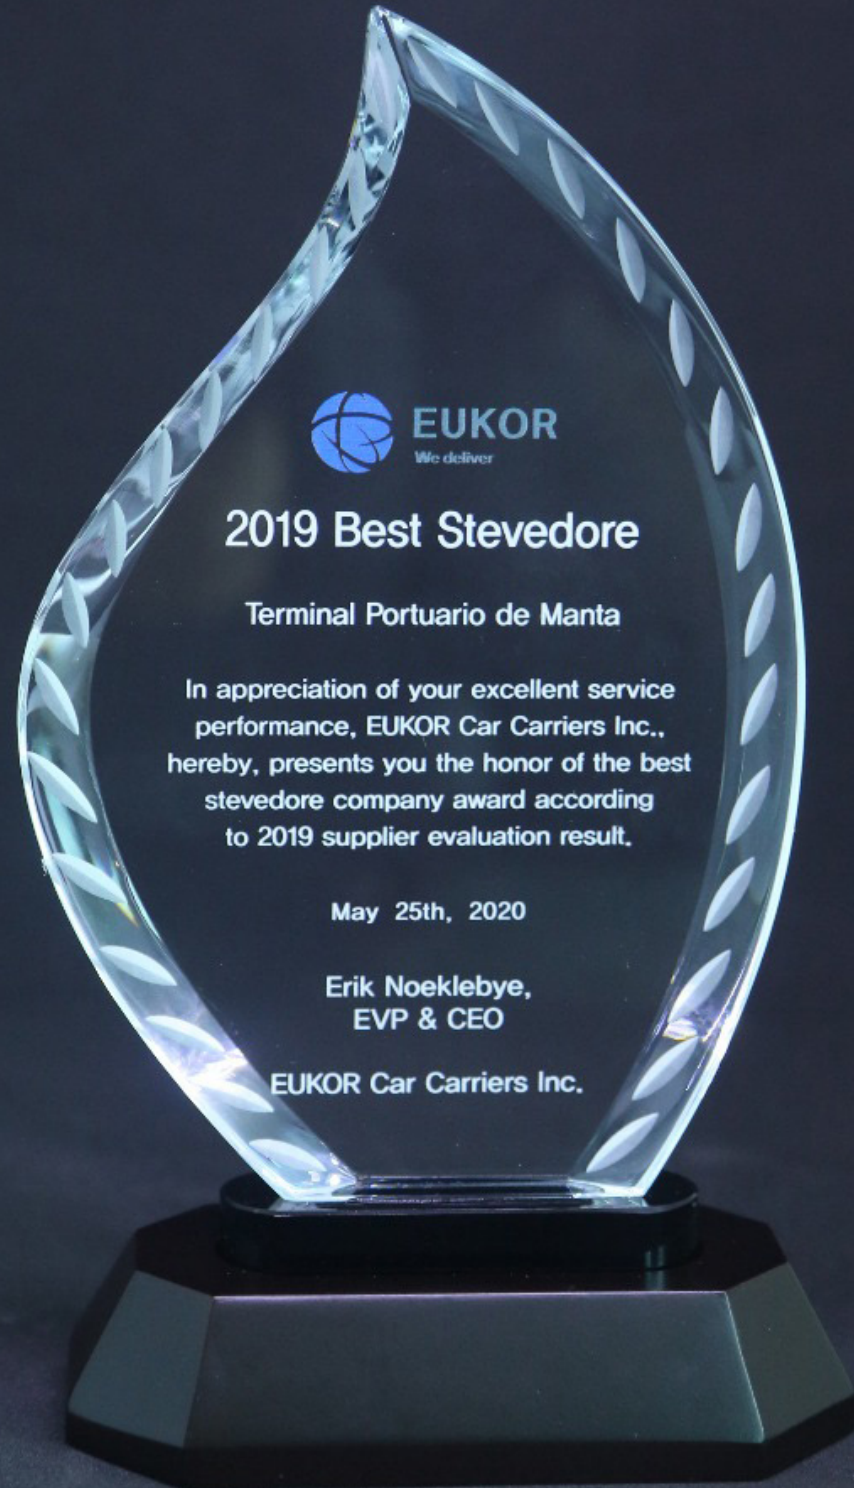 EUKOR
We deliver
2019 Best Stevedore
Terminal Portuario de Manta
In appreciation of your excellent service
performance, EUKOR Car Carriers Inc.,
hereby, presents you the honor of the best
stevedore company award according
to 2019 supplier evaluation result.
May 25th, 2020
Erik Noeklebye,
EVP & CEO
EUKOR Car Carriers Inc.